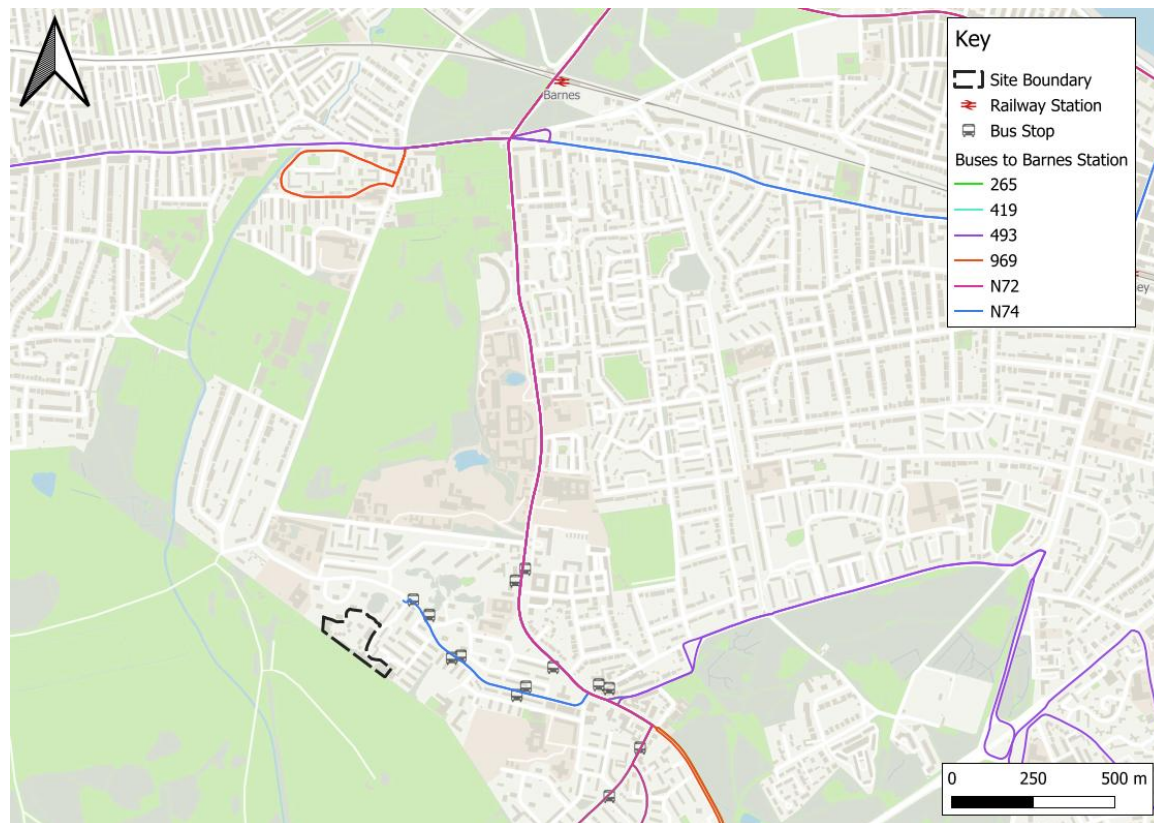 Barnes
Key
Site Boundary
Railway Station
Bus Stop
Buses to Barnes Station
265
419
493
969
N72
N74
ey
0 250 500 m